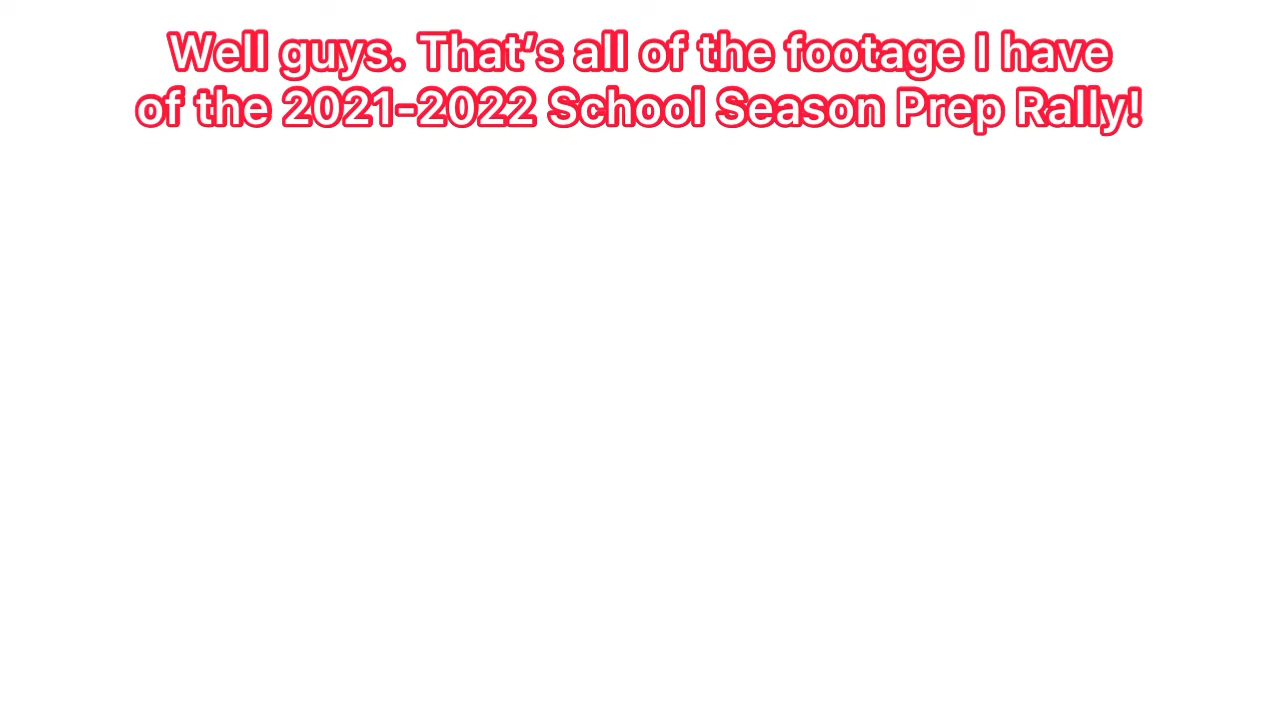 Well guys. That's all of the footage I have
of the 2021-2022 School Season Prep Rally!